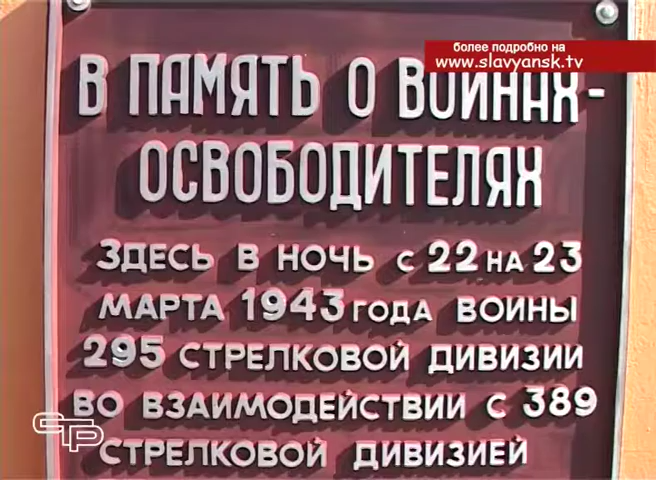 более подробно на
www.slavyansk.tv
В ПАМЯТЬ О ВОИНАХ-
ОСВОБОДИТЕЛЯХ
ЗДЕСЬ В НОЧЬ С 22 НА 23
МАРТА 1943 ГОДА ВОИНЫ
295 СТРЕЛКОВОЙ ДИВИЗИИ
ВО ВЗАИМОДЕЙСТВИИ С 389
СТРЕЛКОВОЙ ДИВИЗИЕЙ
СТР